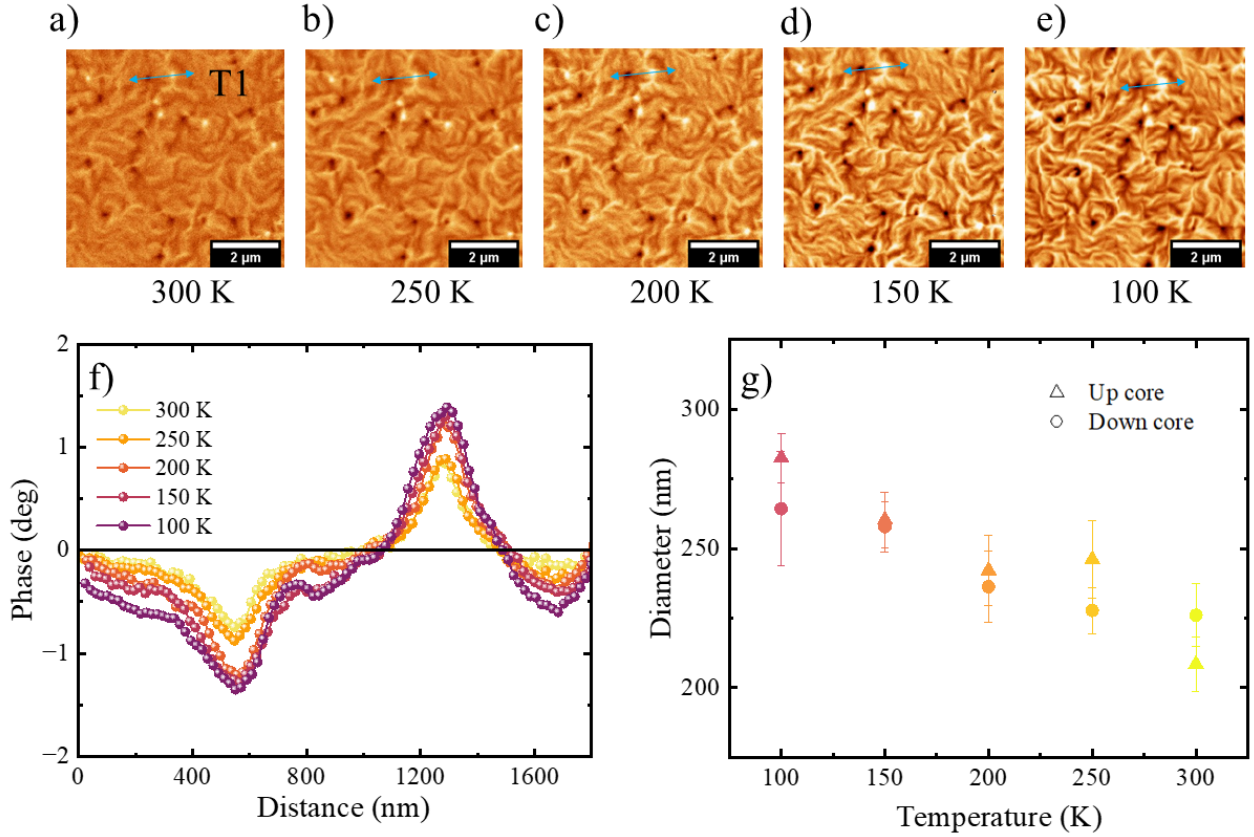 a)
b)
c)
d)
e)
T1
2 µm
2 µm
2 µm
2 µm
2 µm
300 K
250 K
200 K
150 K
100 K
f)
300 K
250 K
200 K
150 K
100 K
2
1
0
−1
−2
Phase (deg)
0
400
800
1200
1600
Distance (nm)
g)
Up core
Down core
300
250
200
Diameter (nm)
100
150
200
250
300
Temperature (K)